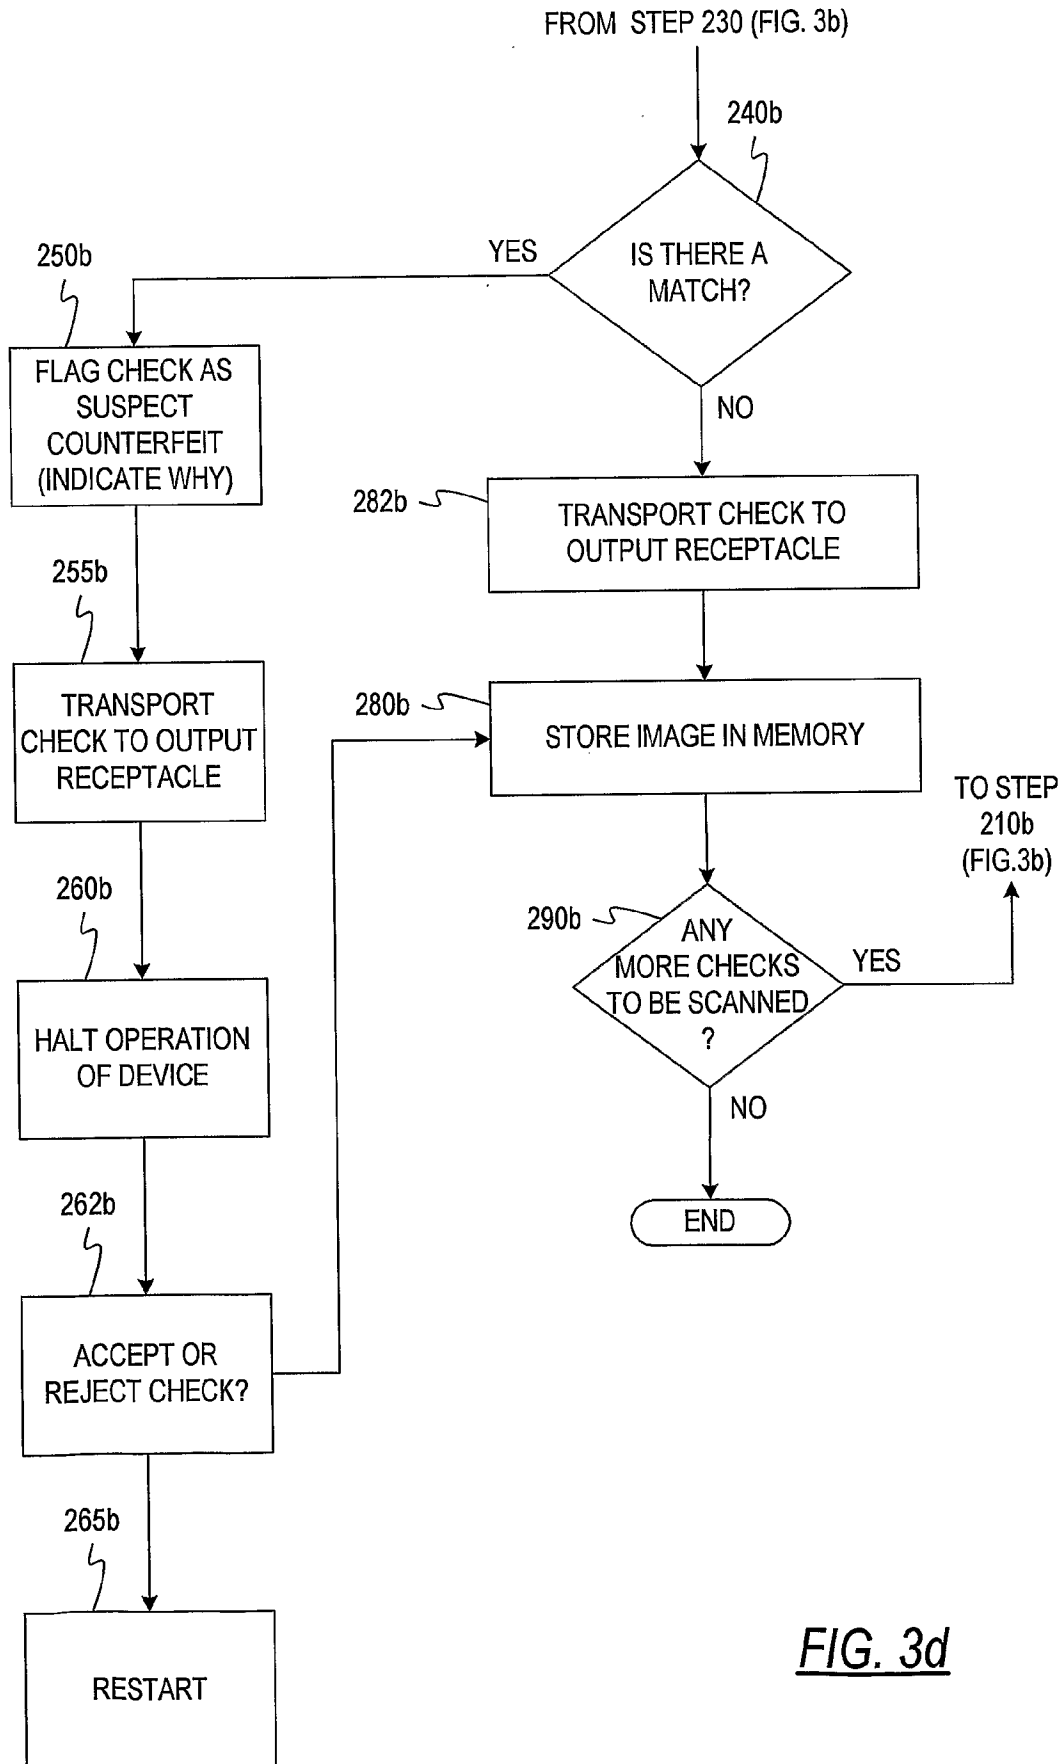 FROM STEP 230 (FIG. 3b)
240b
IS THERE A
MATCH?
YES
NO
250b
FLAG CHECK AS
SUSPECT
COUNTERFEIT
(INDICATE WHY)
282b
TRANSPORT CHECK TO
OUTPUT RECEPTACLE
255b
TRANSPORT
CHECK TO OUTPUT
RECEPTACLE
280b
STORE IMAGE IN MEMORY
TO STEP
210b
(FIG.3b)
260b
HALT OPERATION
OF DEVICE
290b
ANY
MORE CHECKS
TO BE SCANNED
?
YES
NO
END
262b
ACCEPT OR
REJECT CHECK?
265b
RESTART
FIG. 3d